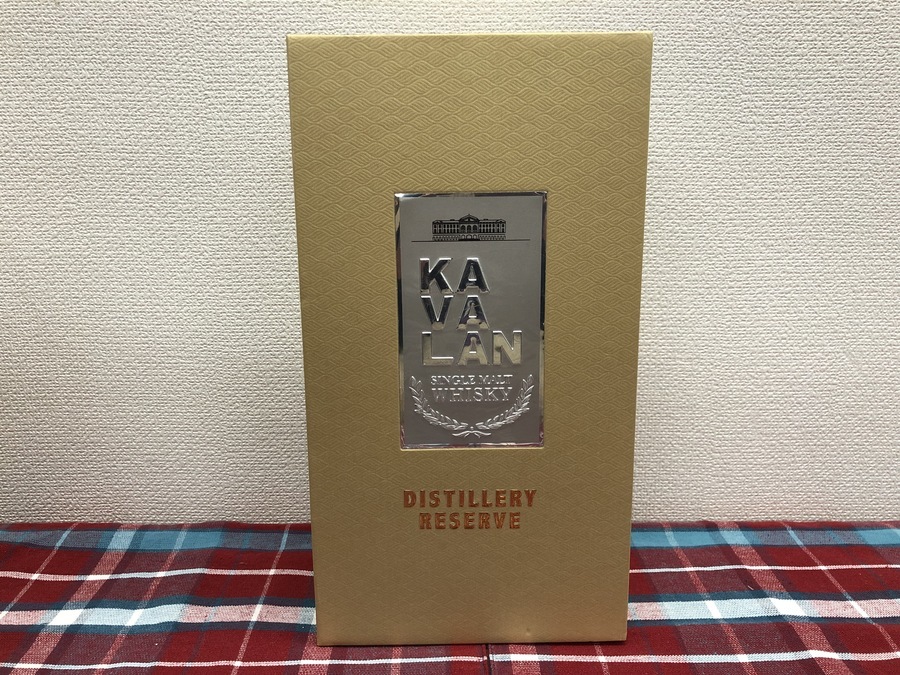 KA
VA
LAN
SINGLE MALT
WHISKY
DISTILLERY
RESERVE